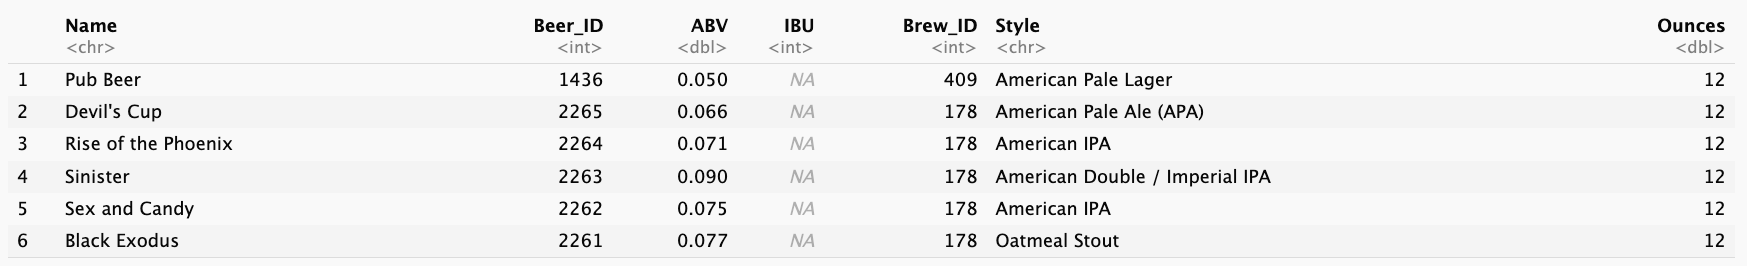 Name Beer_ID ABV IBU Brew_ID Style Ounces
<chr> <int> <dbl> <int> <int> <chr> <dbl>
1 Pub Beer 1436 0.050 NA 409 American Pale Lager 12
2 Devil's Cup 2265 0.066 NA 178 American Pale Ale (APA) 12
3 Rise of the Phoenix 2264 0.071 NA 178 American IPA 12
4 Sinister 2263 0.090 NA 178 American Double / Imperial IPA 12
5 Sex and Candy 2262 0.075 NA 178 American IPA 12
6 Black Exodus 2261 0.077 NA 178 Oatmeal Stout 12